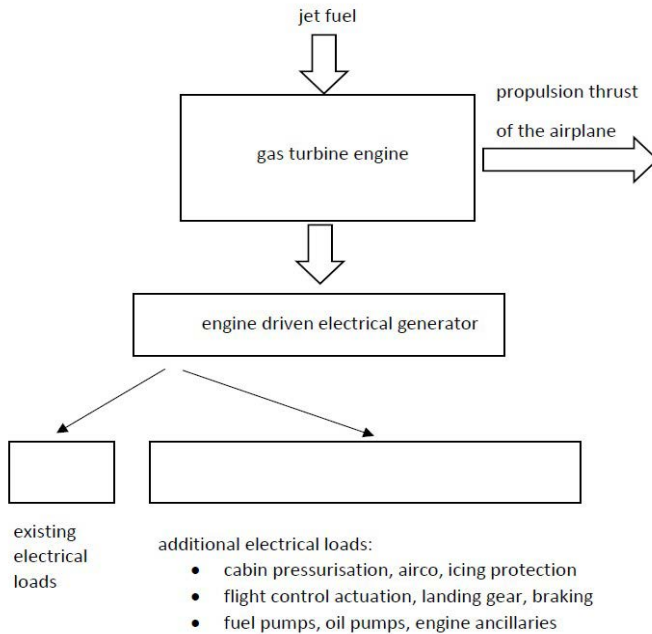 jet fuel
propulsion thrust
of the airplane
gas turbine engine
engine driven electrical generator
existing
electrical
loads
additional electrical loads:
• cabin pressurisation, airco, icing protection
• flight control actuation, landing gear, braking
• fuel pumps, oil pumps, engine ancillaries